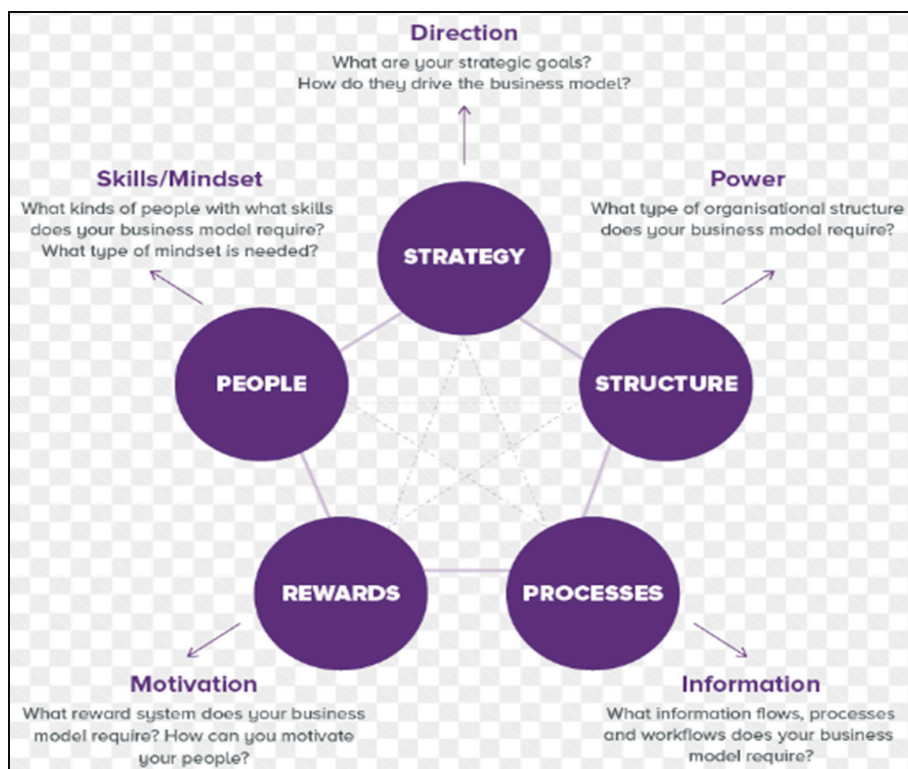 Direction
What are your strategic goals?
How do they drive the business model?
Skills/Mindset
What kinds of people with what skills
does your business model require?
What type of mindset is needed?
Power
What type of organisational structure
does your business model require?
STRATEGY
PEOPLE
STRUCTURE
REWARDS
PROCESSES
Motivation
What reward system does your business
model require? How can you motivate
your people?
Information
What information flows, processes
and workflows does your business
model require?